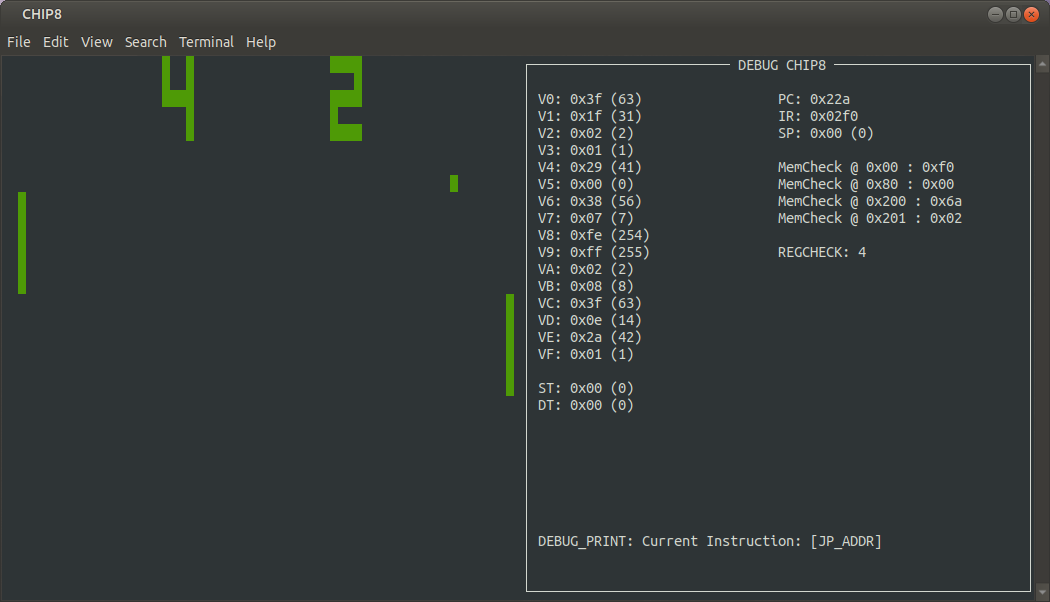 CHIP8
File Edit View Search Terminal Help
4 2
DEBUG CHIP8
V0: 0x3f (63) PC: 0x22a
V1: 0x1f (31) IR: 0x02f0
V2: 0x02 (2) SP: 0x00 (0)
V3: 0x01 (1)
V4: 0x29 (41) MemCheck @ 0x00 : 0xf0
V5: 0x00 (0) MemCheck @ 0x80 : 0x00
V6: 0x38 (56) MemCheck @ 0x200 : 0x6a
V7: 0x07 (7) MemCheck @ 0x201 : 0x02
V8: 0xfe (254)
V9: 0xff (255) REGCHECK: 4
VA: 0x02 (2)
VB: 0x08 (8)
VC: 0x3f (63)
VD: 0x0e (14)
VE: 0x2a (42)
VF: 0x01 (1)
ST: 0x00 (0)
DT: 0x00 (0)
DEBUG_PRINT: Current Instruction: [JP_ADDR]